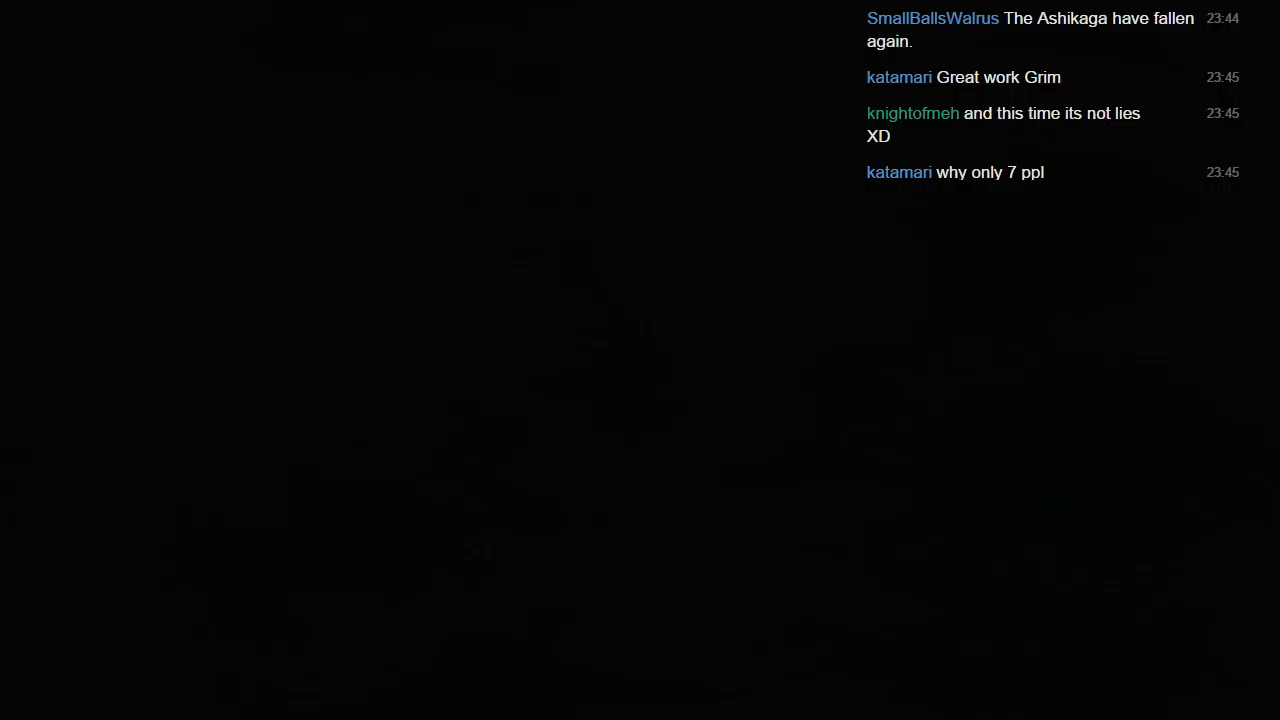 SmallBallsWalrus The Ashikaga have fallen 23:44
again.
katamari Great work Grim 23:45
knightofmeh and this time its not lies 23:45
XD
katamari why only 7 ppl 23:45